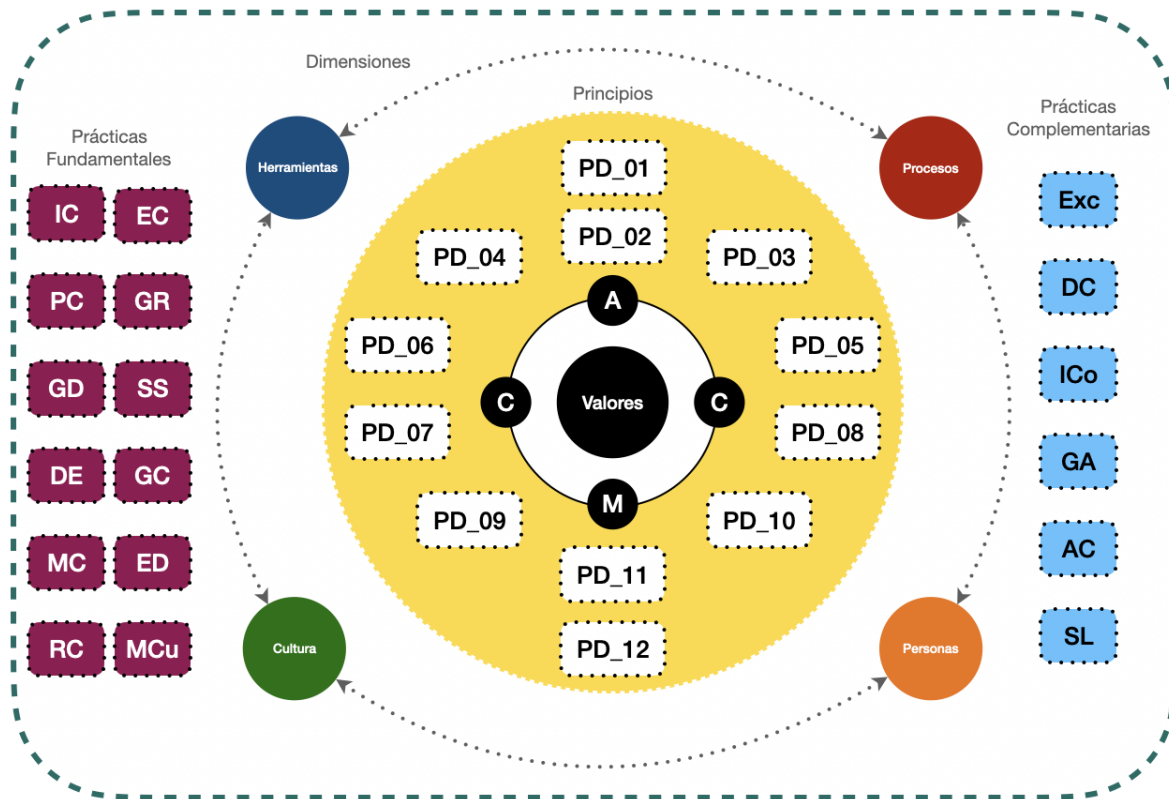 Dimensiones
Principios
Prácticas
Fundamentales
Prácticas
Complementarias
Herramientas
Procesos
IC EC
PC GR
GD SS
DE GC
MC ED
RC MCu
PD_01
PD_02
PD_04
PD_03
PD_06
PD_05
PD_07
PD_08
PD_09
PD_10
PD_11
PD_12
A
C
Valores
C
M
Cultura
Personas
Exc
DC
ICo
GA
AC
SL